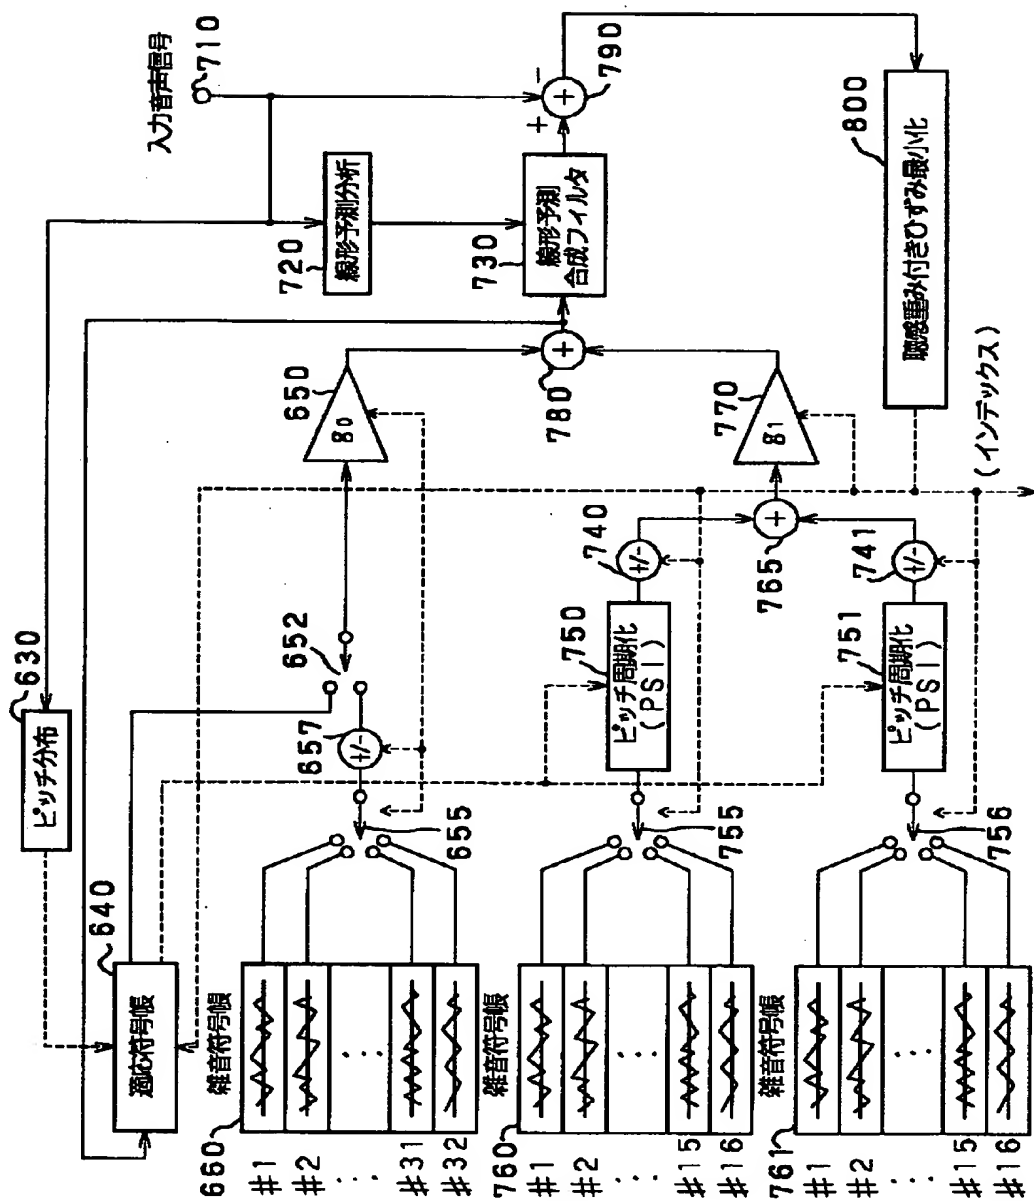 入力音声信号
710
630
ピッチ分布
640
適応符号帳
720
線形予測分析
730
線形予測
合成フィルタ
+
-
+
790
800
聴感重み付きひずみ最小化
650
g0
+
780
770
g1
(インデックス)
652
657
+/-
655
660
雑音符号帳
#1
#2
⋮
#31
#32
740
+/-
+
765
750
ピッチ周期化
(PSI)
755
760
雑音符号帳
#1
#2
⋮
#15
#16
741
+/-
751
ピッチ周期化
(PSI)
756
761
雑音符号帳
#1
#2
⋮
#15
#16